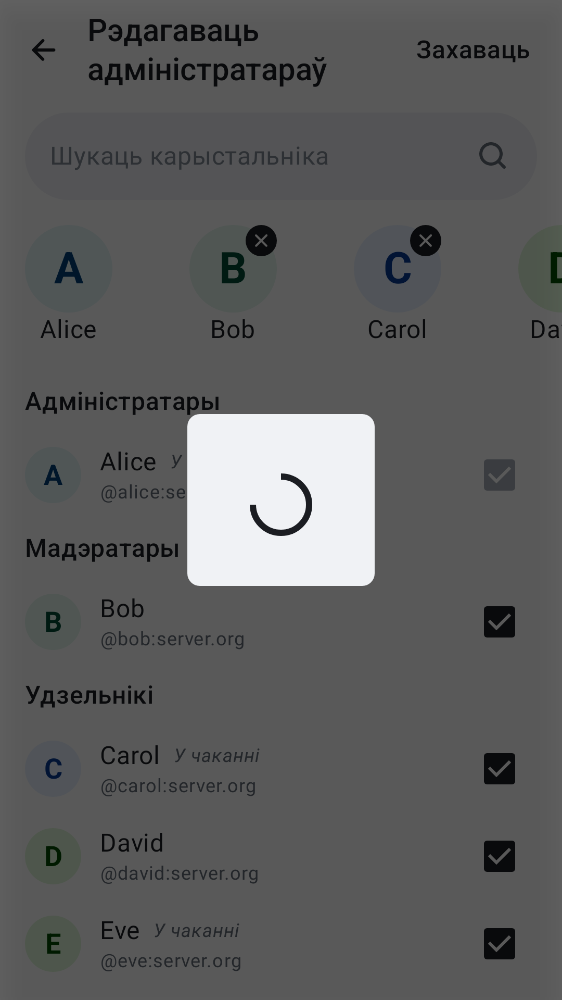 Рэдагаваць
адміністратараў
Захаваць
Шукаць карыстальніка
A
B
C
Alice
Bob
Carol
Da
Адміністратары
A
Alice У
@alice:se
Мадэратары
B
Bob
@bob:server.org
Удзельнікі
C
Carol У чаканні
@carol:server.org
D
David
@david:server.org
E
Eve У чаканні
@eve:server.org